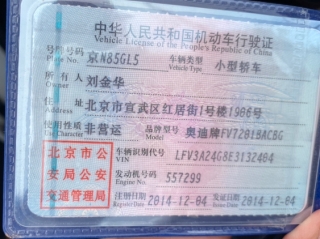 中华人民共和国机动车行驶证
Vehicle License of the People's Republic of China
号牌号码 京N85GL5 车辆类型 小型轿车
Plate No. Vehicle Type
所有人 刘金华
Owner
住址 北京市宣武区红居街1号楼1906号
Address
使用性质 非营运 品牌型号 奥迪牌FV7281BACBG
Use Character Model
北京市公安局公安交通管理局
车辆识别代号 LFV3A24G8E3132484
VIN
发动机号码 557299
Engine No.
注册日期 2014-12-04 发证日期 2014-12-04
Register Date Issue Date